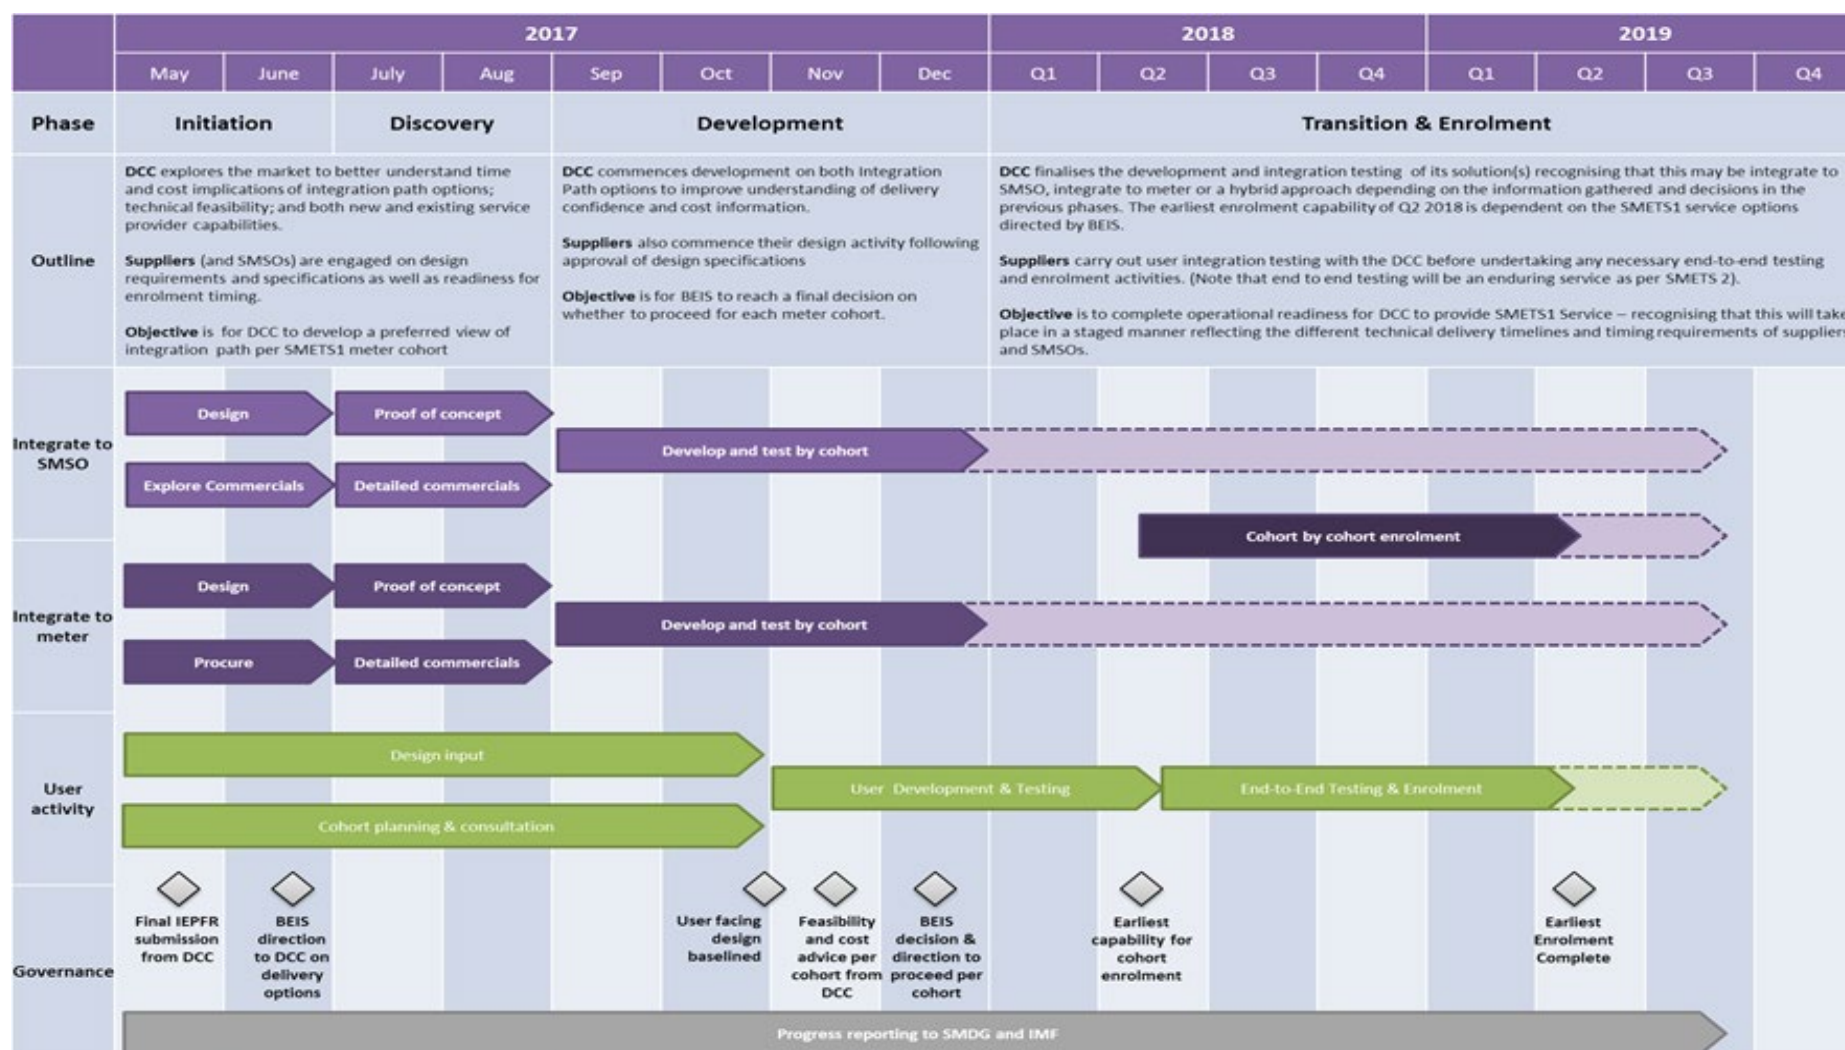 2017 2018 2019
May June July Aug Sep Oct Nov Dec Q1 Q2 Q3 Q4 Q1 Q2 Q3 Q4
Phase Initiation Discovery Development Transition & Enrolment
Outline
DCC explores the market to better understand time
and cost implications of integration path options;
technical feasibility; and both new and existing service
provider capabilities.
Suppliers (and SMSOs) are engaged on design
requirements and specifications as well as readiness for
enrolment timing.
Objective is for DCC to develop a preferred view of
integration path per SMETS1 meter cohort
DCC commences development on both Integration
Path options to improve understanding of delivery
confidence and cost information.
Suppliers also commence their design activity following
approval of design specifications
Objective is for BEIS to reach a final decision on
whether to proceed for each meter cohort.
DCC finalises the development and integration testing of its solution(s) recognising that this may be integrate to
SMSO, integrate to meter or a hybrid approach depending on the information gathered and decisions in the
previous phases. The earliest enrolment capability of Q2 2018 is dependent on the SMETS1 service options
directed by BEIS.
Suppliers carry out user integration testing with the DCC before undertaking any necessary end-to-end testing
and enrolment activities. (Note that end to end testing will be an enduring service as per SMETS 2).
Objective is to complete operational readiness for DCC to provide SMETS1 Service – recognising that this will take
place in a staged manner reflecting the different technical delivery timelines and timing requirements of suppliers
and SMSOs.
Integrate to
SMSO
Design
Proof of concept
Develop and test by cohort
Explore Commercials
Detailed commercials
Cohort by cohort enrolment
Integrate to
meter
Design
Proof of concept
Develop and test by cohort
Procure
Detailed commercials
User
activity
Design input
User Development & Testing
End-to-End Testing & Enrolment
Cohort planning & consultation
Governance
Final IEPFR
submission
from DCC
BEIS
direction
to DCC on
delivery
options
User facing
design
baselined
Feasibility
and cost
advice per
cohort from
DCC
BEIS
decision &
direction to
proceed per
cohort
Earliest
capability for
cohort
enrolment
Earliest
Enrolment
Complete
Progress reporting to SMDG and IMF